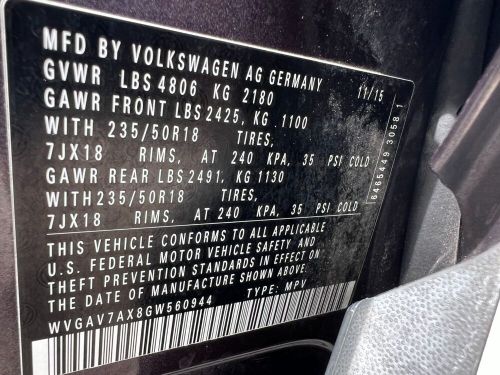 MFD BY VOLKSWAGEN AG GERMANY 11/15
GVWR LBS 4806 KG 2180
GAWR FRONT LBS 2425, KG 1100
WITH 235/50R18 TIRES,
7JX18 RIMS, AT 240 KPA, 35 PSI COLD
GAWR REAR LBS 2491, KG 1130
WITH 235/50R18 TIRES,
7JX18 RIMS, AT 240 KPA, 35 PSI COLD
THIS VEHICLE CONFORMS TO ALL APPLICABLE
U.S. FEDERAL MOTOR VEHICLE SAFETY AND
THEFT PREVENTION STANDARDS IN EFFECT ON
THE DATE OF MANUFACTURE SHOWN ABOVE.
WVGAV7AX8GW560944 TYPE: MPV
6465449 3058 1